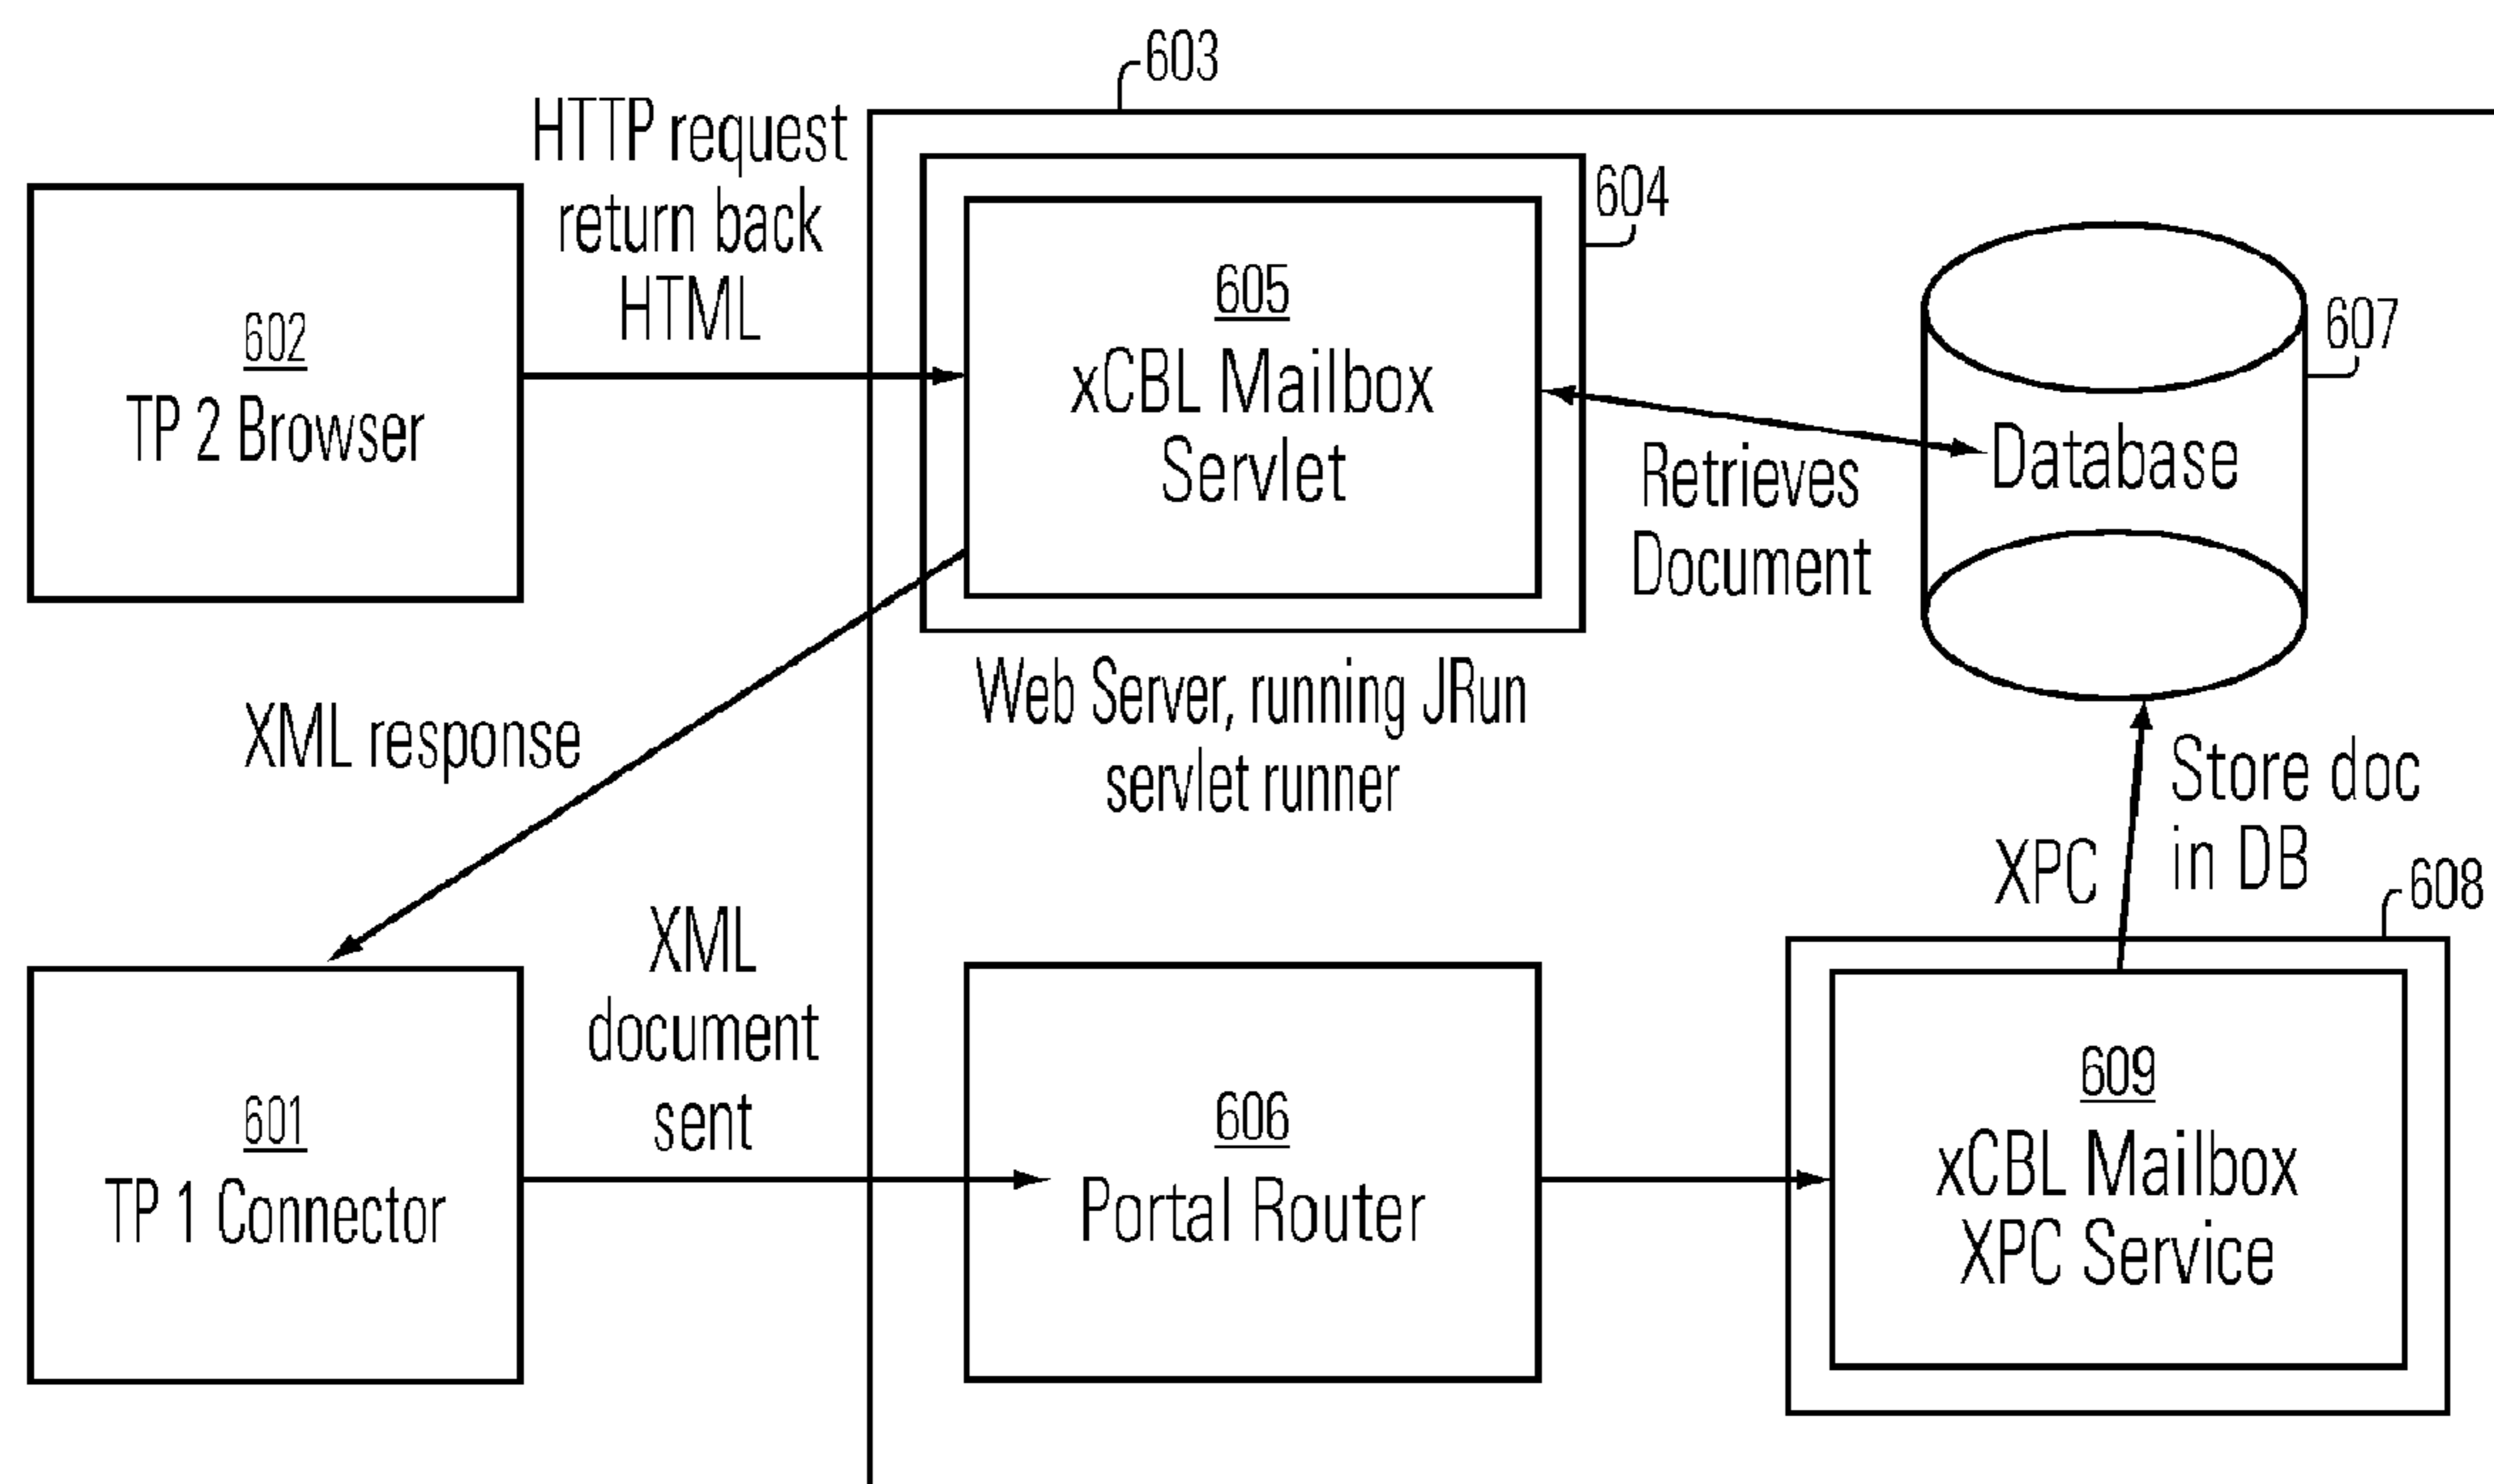 603
HTTP request
return back
HTML
604
602
TP 2 Browser
605
xCBL Mailbox
Servlet
607
Database
Retrieves
Document
Web Server, running JRun
servlet runner
XML response
Store doc
in DB
XPC
608
XML
document
sent
601
TP 1 Connector
606
Portal Router
609
xCBL Mailbox
XPC Service